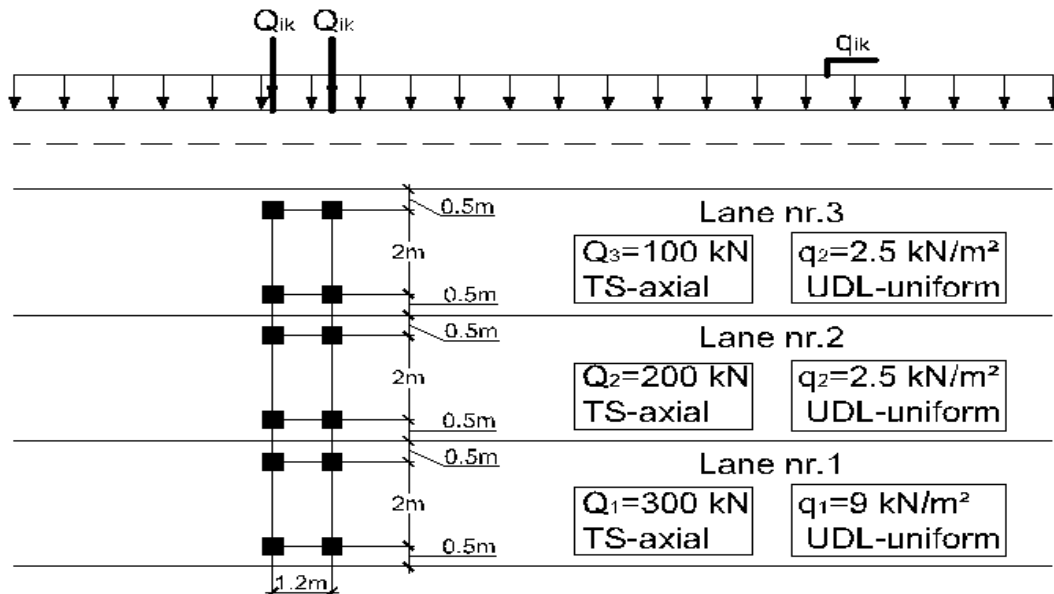 Qik Qik
qik
0.5m
2m
0.5m
Lane nr.3
Q₃=100 kN
TS-axial
q₂=2.5 kN/m²
UDL-uniform
0.5m
2m
0.5m
Lane nr.2
Q₂=200 kN
TS-axial
q₂=2.5 kN/m²
UDL-uniform
0.5m
2m
0.5m
Lane nr.1
Q₁=300 kN
TS-axial
q₁=9 kN/m²
UDL-uniform
1.2m